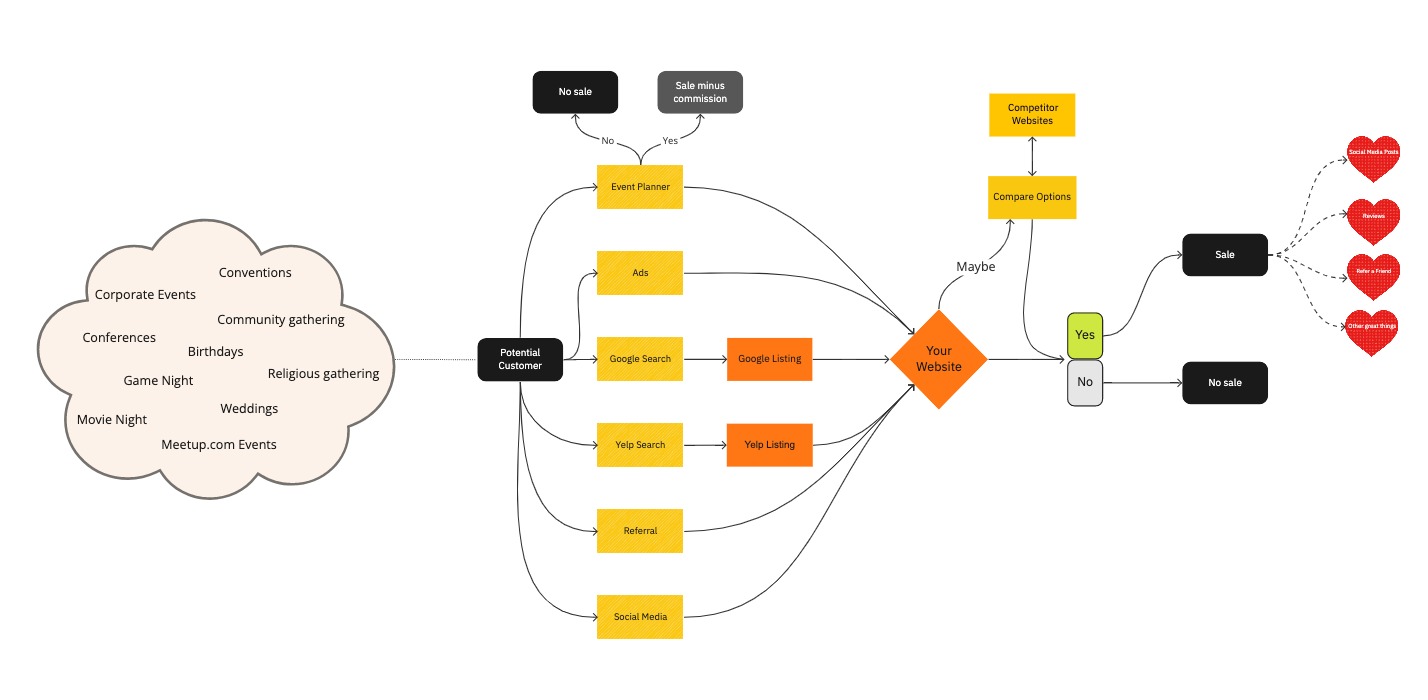 Conventions
Corporate Events
Community gathering
Conferences
Birthdays
Religious gathering
Game Night
Weddings
Movie Night
Meetup.com Events
Potential
Customer
No sale
Sale minus
commission
No
Yes
Event Planner
Ads
Google Search
Google Listing
Yelp Search
Yelp Listing
Referral
Social Media
Your
Website
Maybe
Competitor
Websites
Compare Options
Yes
No
Sale
No sale
Social Media Posts
Reviews
Refer a Friend
Other great things